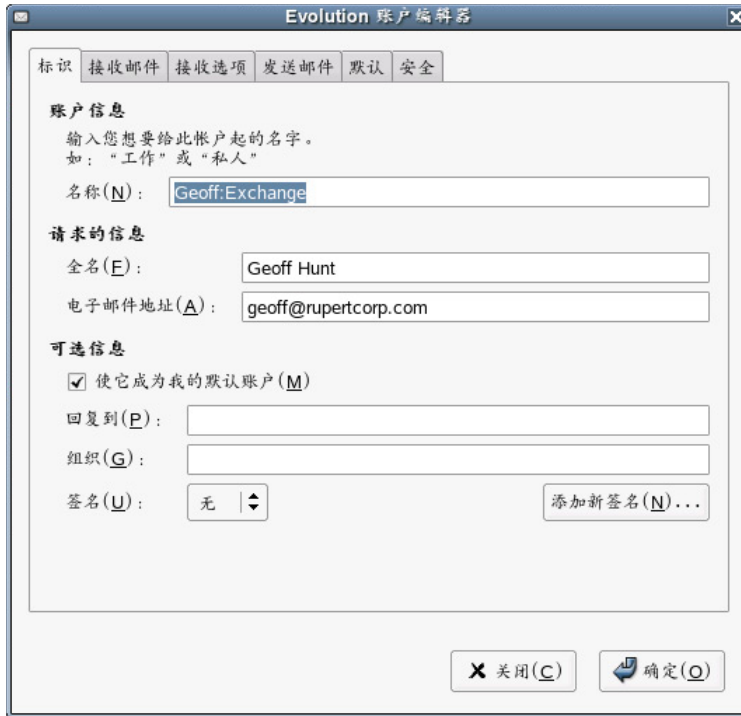 Evolution 账户编辑器
标识 接收邮件 接收选项 发送邮件 默认 安全
账户信息
输入您想要给此帐户起的名字。
如：“工作”或“私人”
名称(N)： Geoff:Exchange
请求的信息
全名(F)： Geoff Hunt
电子邮件地址(A)： geoff@rupertcorp.com
可选信息
使它成为我的默认账户(M)
回复到(P)：
组织(G)：
签名(U)： 无 添加新签名(N)...
关闭(C) 确定(O)